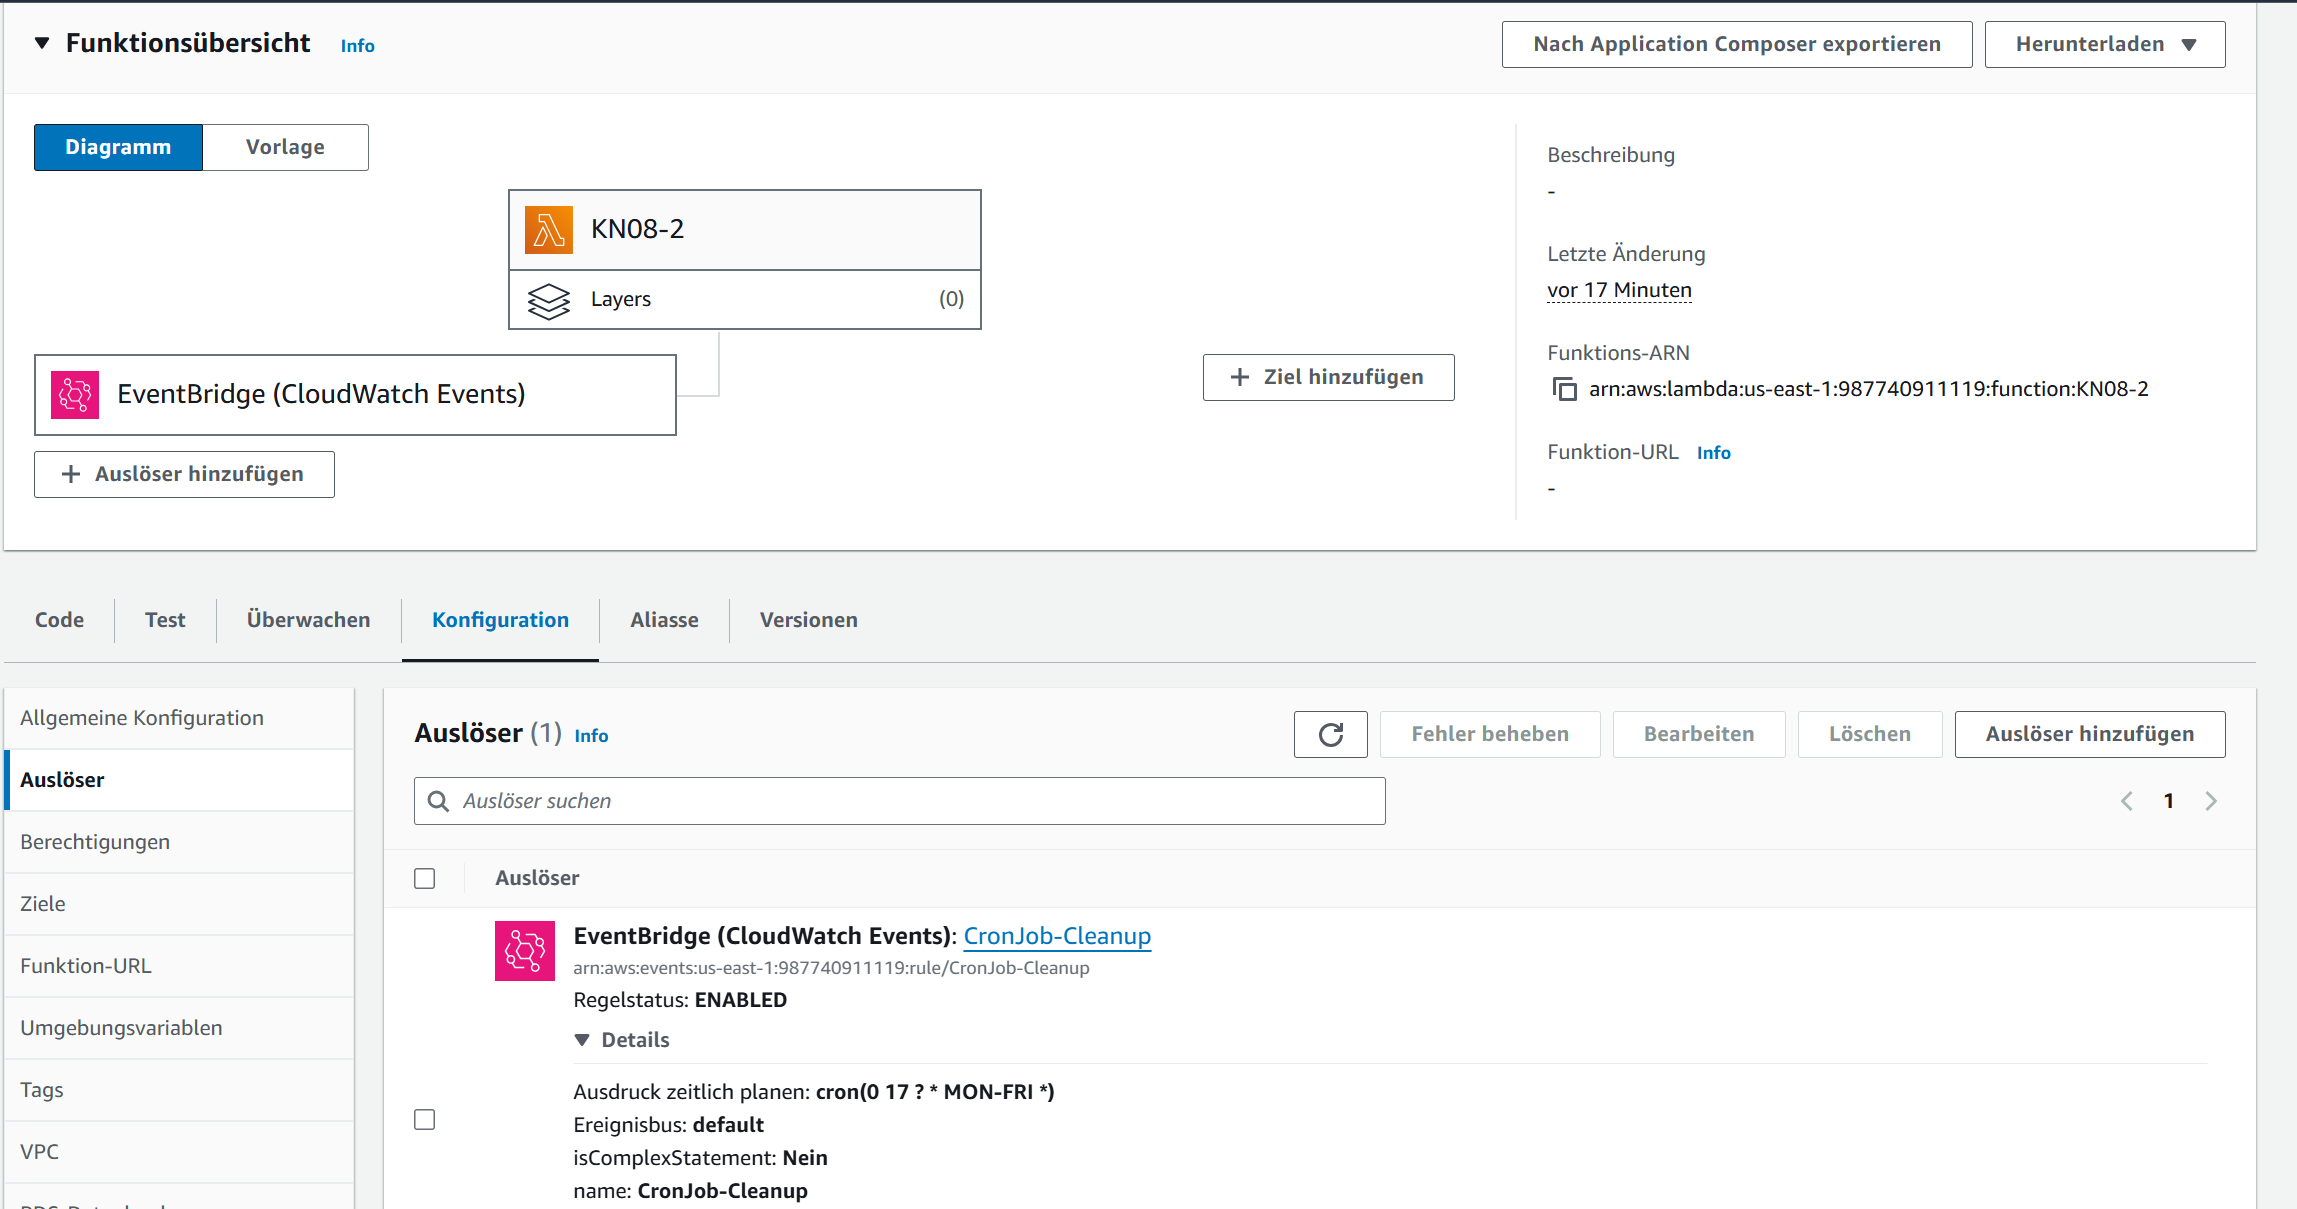 Funktionsübersicht Info
Nach Application Composer exportieren
Herunterladen
Diagramm
Vorlage
KN08-2
Layers (0)
EventBridge (CloudWatch Events)
Auslöser hinzufügen
Ziel hinzufügen
Beschreibung
-
Letzte Änderung
vor 17 Minuten
Funktions-ARN
arn:aws:lambda:us-east-1:987740911119:function:KN08-2
Funktion-URL Info
-
Code
Test
Überwachen
Konfiguration
Aliasse
Versionen
Allgemeine Konfiguration
Auslöser
Berechtigungen
Ziele
Funktion-URL
Umgebungsvariablen
Tags
VPC
Auslöser (1) Info
Fehler beheben
Bearbeiten
Löschen
Auslöser hinzufügen
Auslöser suchen
1
Auslöser
EventBridge (CloudWatch Events): CronJob-Cleanup
arn:aws:events:us-east-1:987740911119:rule/CronJob-Cleanup
Regelstatus: ENABLED
Details
Ausdruck zeitlich planen: cron(0 17 ? * MON-FRI *)
Ereignisbus: default
isComplexStatement: Nein
name: CronJob-Cleanup